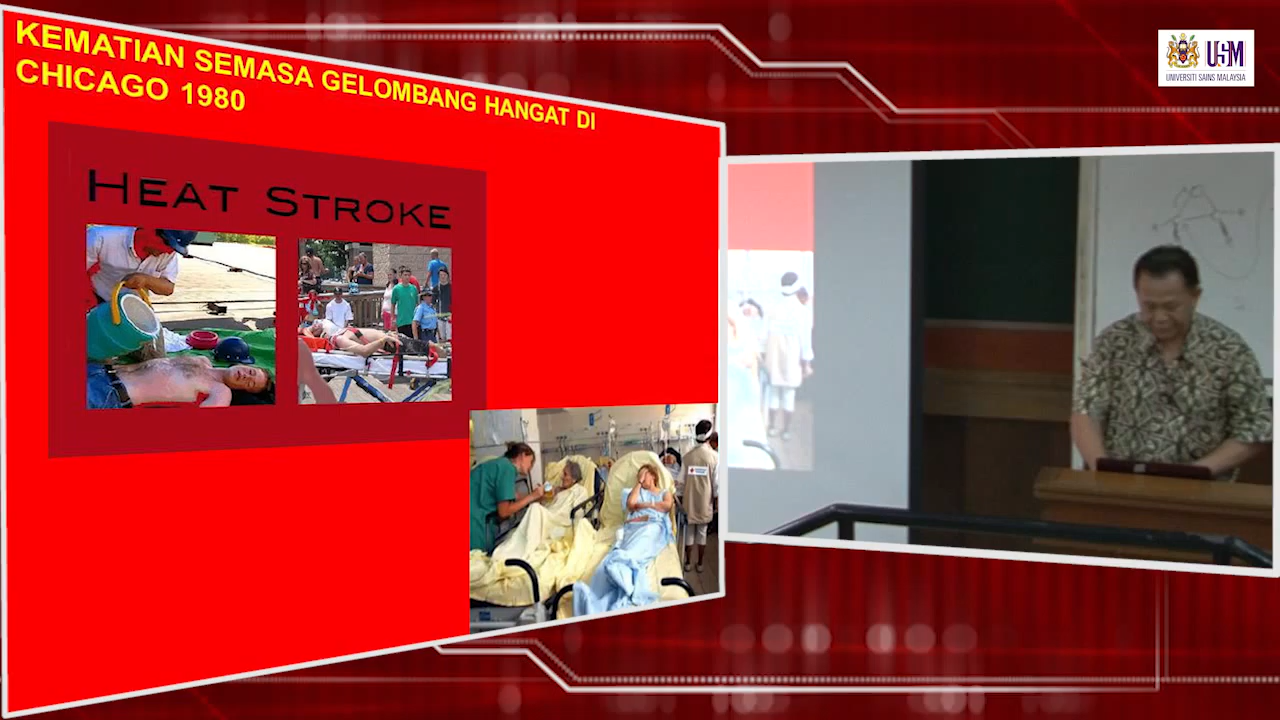 KEMATIAN SEMASA GELOMBANG HANGAT DI
CHICAGO 1980
HEAT STROKE
USM
UNIVERSITI SAINS MALAYSIA